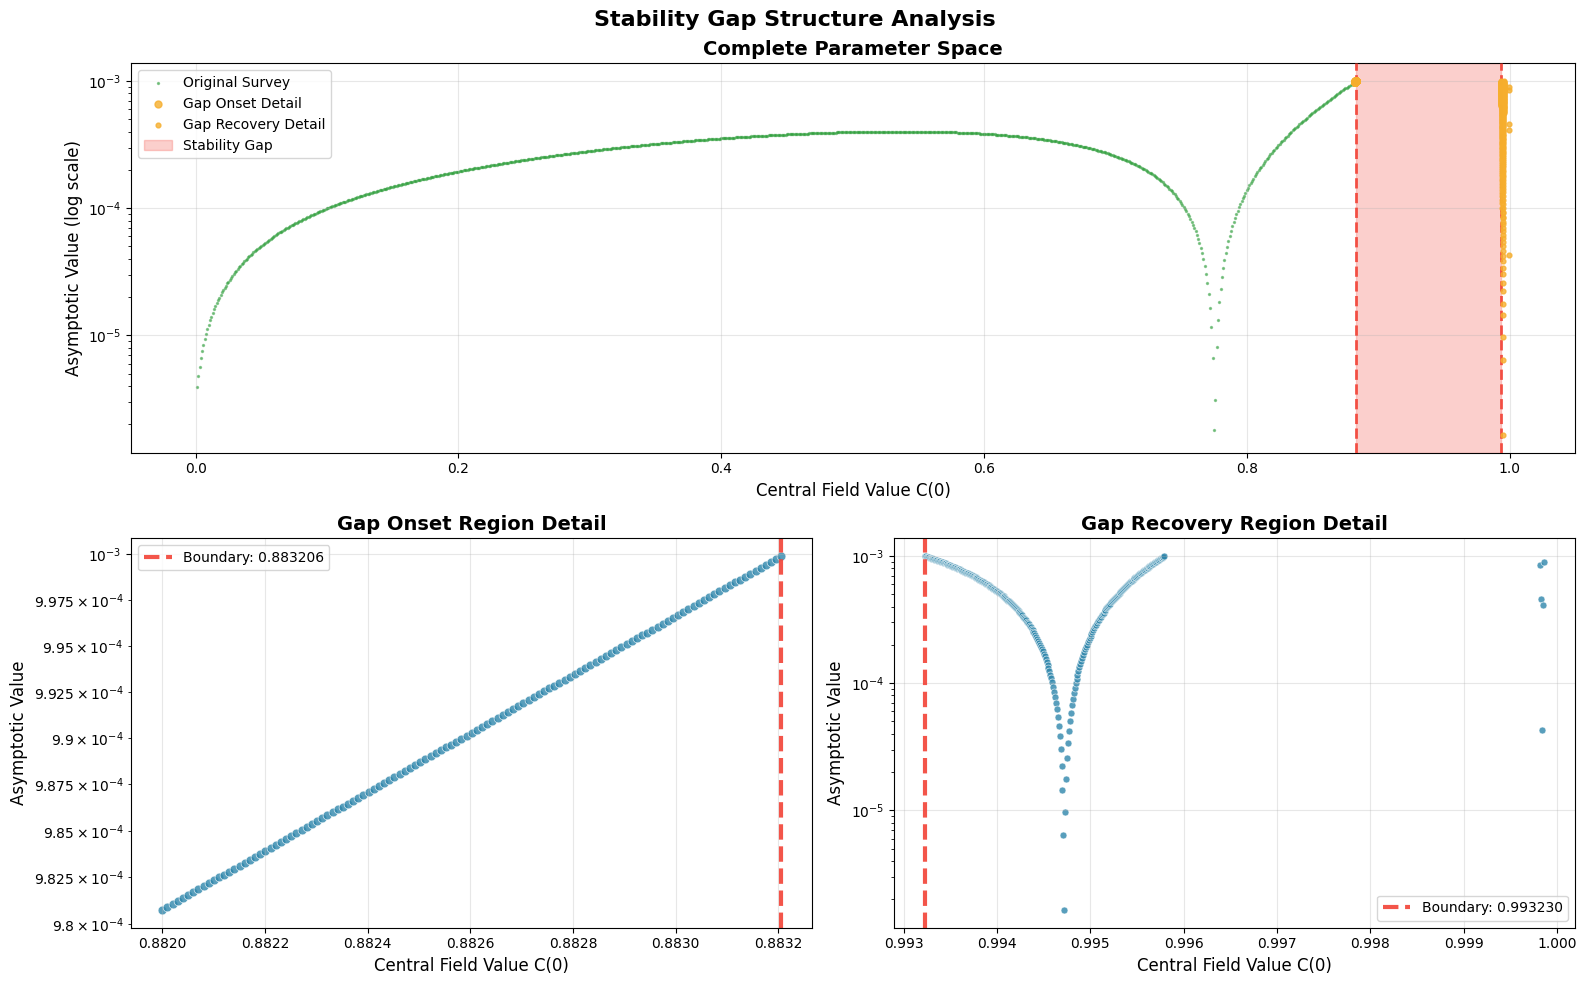 Stability Gap Structure Analysis
Complete Parameter Space
Original Survey
Gap Onset Detail
Gap Recovery Detail
Stability Gap
Asymptotic Value (log scale)
10⁻³
10⁻⁴
10⁻⁵
0.0 0.2 0.4 0.6 0.8 1.0
Central Field Value C(0)
Gap Onset Region Detail
Boundary: 0.883206
Asymptotic Value
10⁻³
9.975 × 10⁻⁴
9.95 × 10⁻⁴
9.925 × 10⁻⁴
9.9 × 10⁻⁴
9.875 × 10⁻⁴
9.85 × 10⁻⁴
9.825 × 10⁻⁴
9.8 × 10⁻⁴
0.8820 0.8822 0.8824 0.8826 0.8828 0.8830 0.8832
Central Field Value C(0)
Gap Recovery Region Detail
Asymptotic Value
10⁻³
10⁻⁴
10⁻⁵
Boundary: 0.993230
0.993 0.994 0.995 0.996 0.997 0.998 0.999 1.000
Central Field Value C(0)